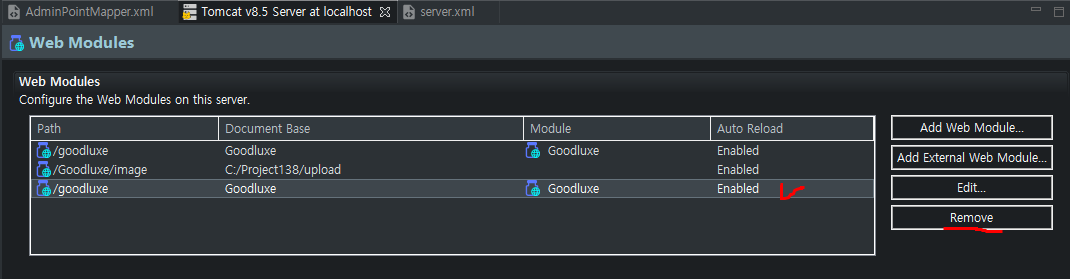 AdminPointMapper.xml Tomcat v8.5 Server at localhost server.xml
Web Modules
Web Modules
Configure the Web Modules on this server.
Path Document Base Module Auto Reload
/goodluxe Goodluxe Goodluxe Enabled
/Goodluxe/image C:/Project138/upload Enabled
/goodluxe Goodluxe Goodluxe Enabled
Add Web Module...
Add External Web Module...
Edit...
Remove